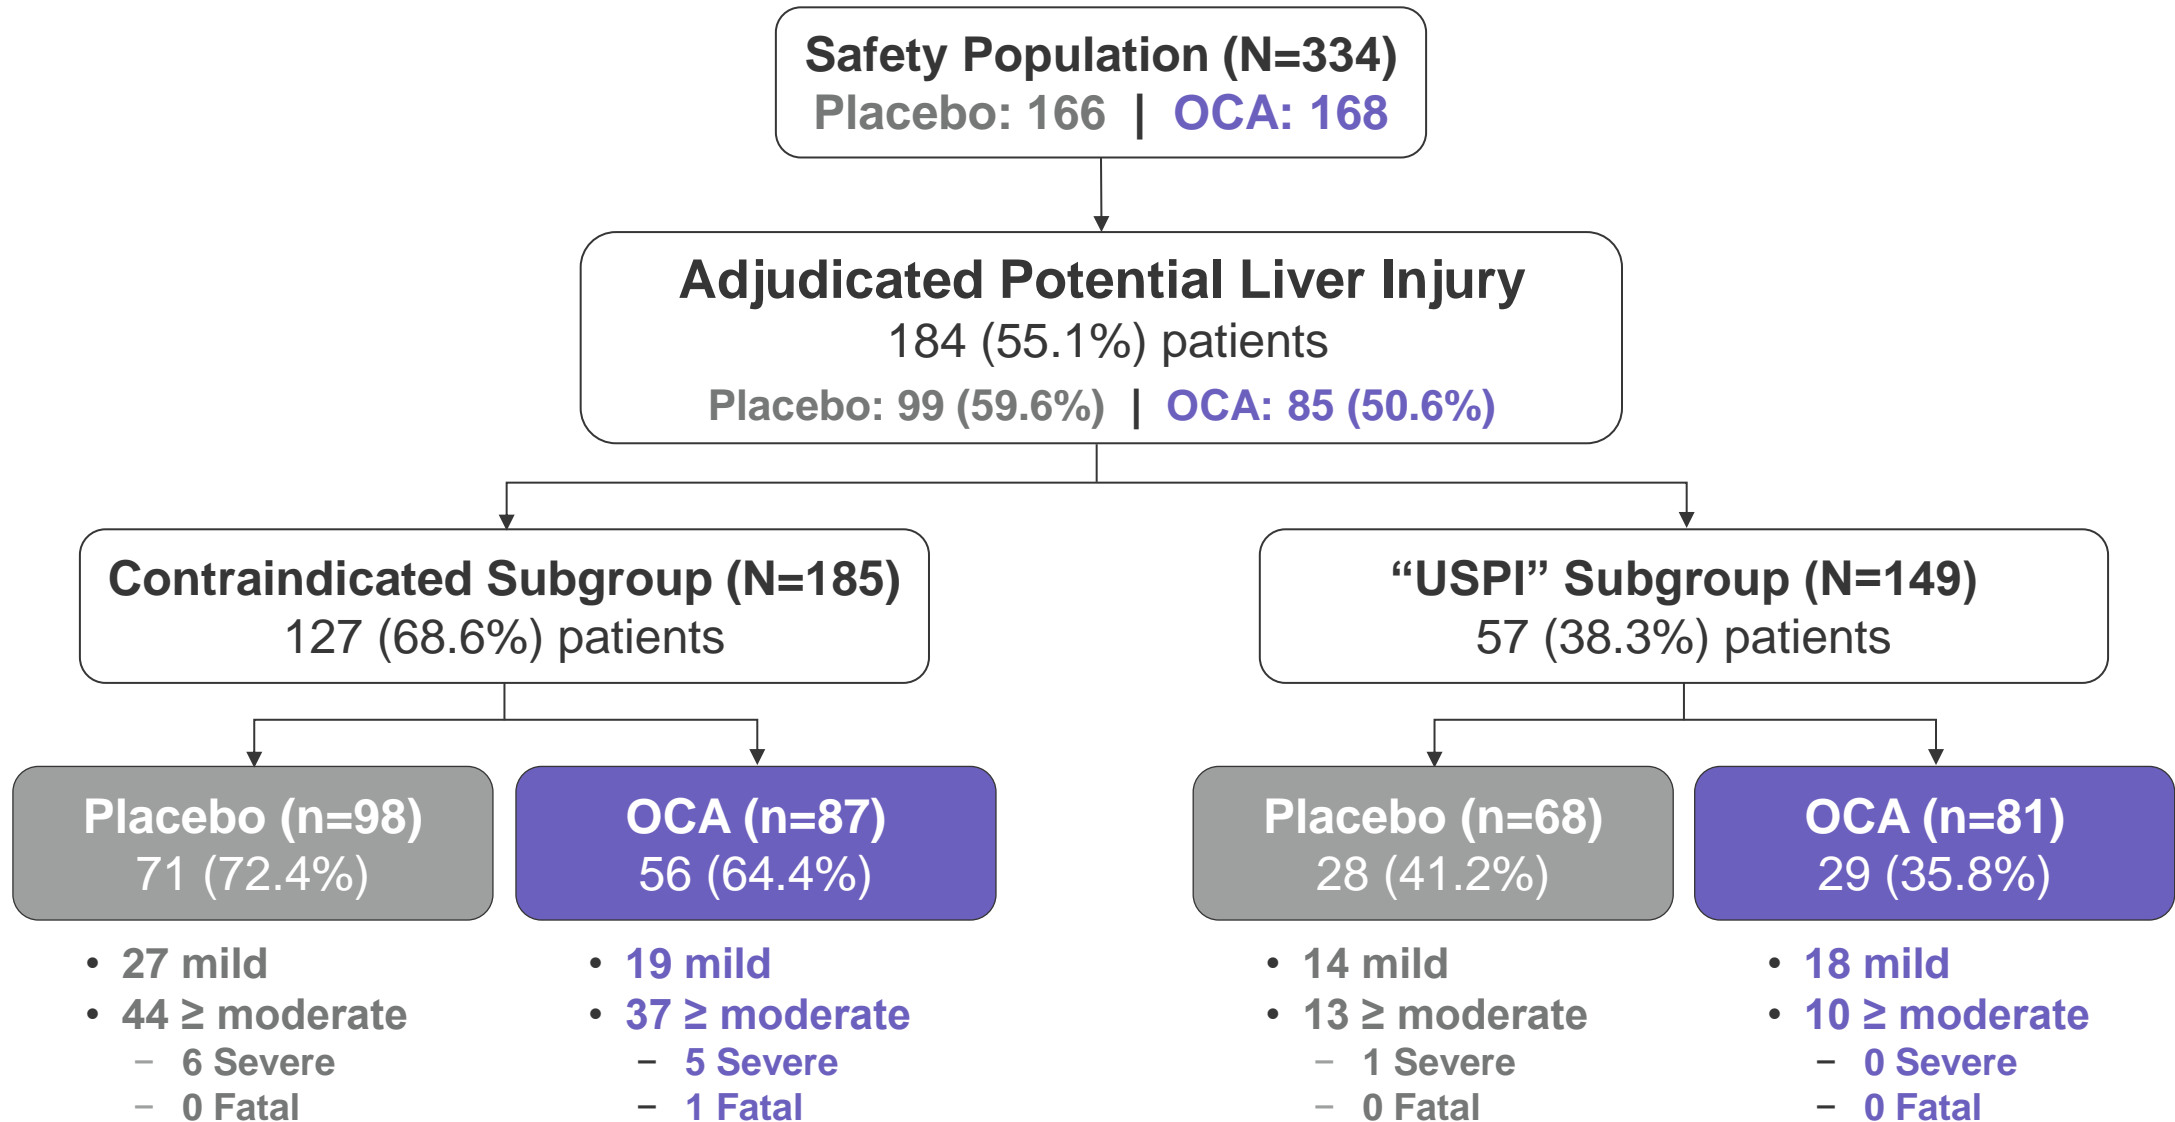 Safety Population (N=334)
Placebo: 166 | OCA: 168
Adjudicated Potential Liver Injury
184 (55.1%) patients
Placebo: 99 (59.6%) | OCA: 85 (50.6%)
Contraindicated Subgroup (N=185)
127 (68.6%) patients
“USPI” Subgroup (N=149)
57 (38.3%) patients
Placebo (n=98)
71 (72.4%)
• 27 mild
• 44 ≥ moderate
− 6 Severe
− 0 Fatal
OCA (n=87)
56 (64.4%)
• 19 mild
• 37 ≥ moderate
− 5 Severe
− 1 Fatal
Placebo (n=68)
28 (41.2%)
• 14 mild
• 13 ≥ moderate
− 1 Severe
− 0 Fatal
OCA (n=81)
29 (35.8%)
• 18 mild
• 10 ≥ moderate
− 0 Severe
− 0 Fatal